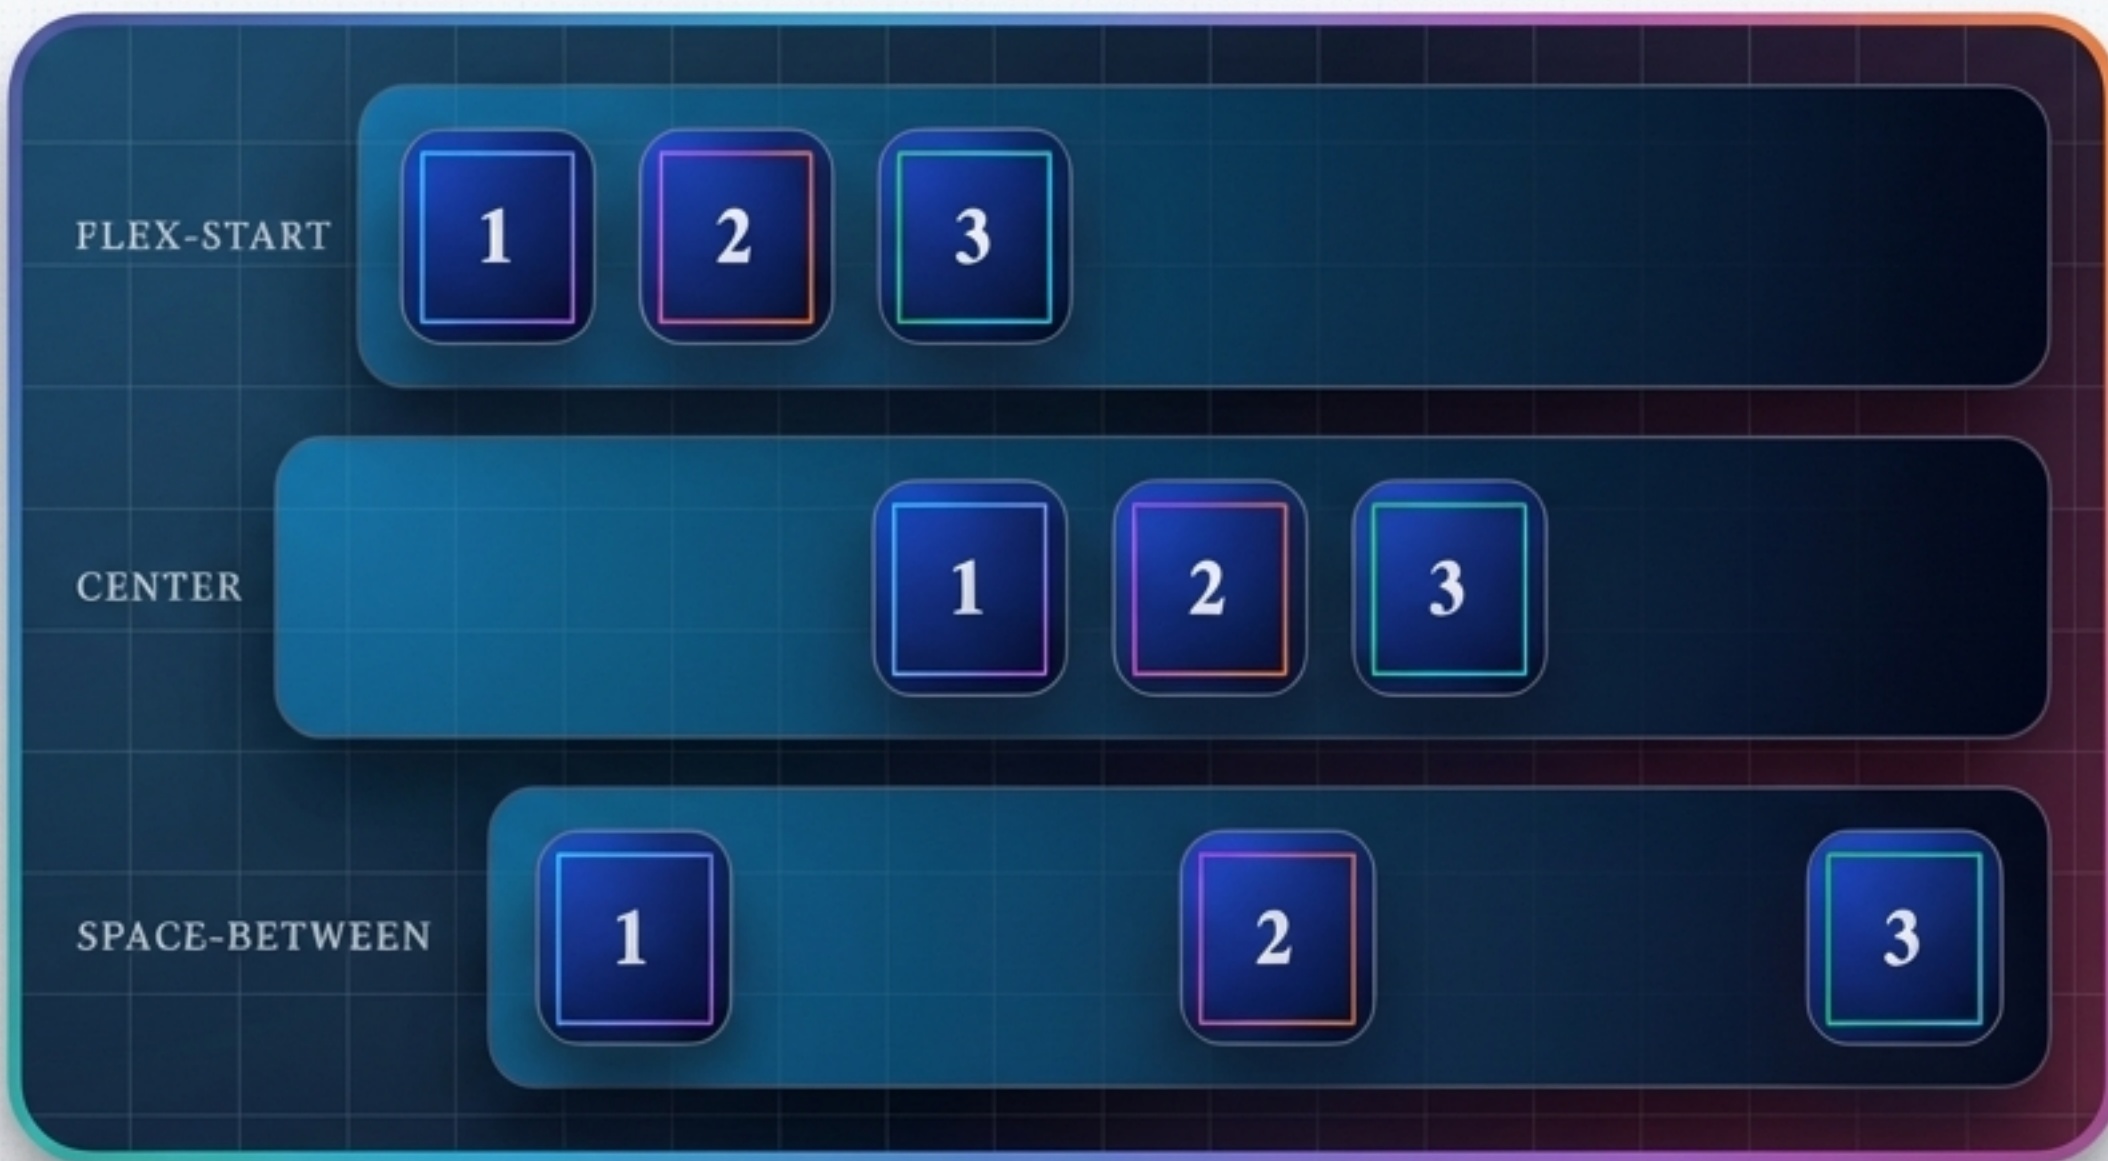 FLEX-START 1 2 3
CENTER 1 2 3
SPACE-BETWEEN 1 2 3